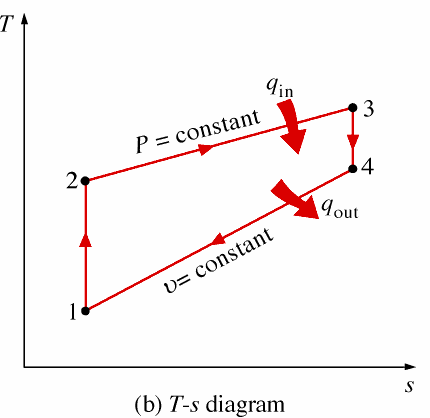 T
q_in
3
P = constant
4
2
q_out
υ= constant
1
s
(b) T-s diagram